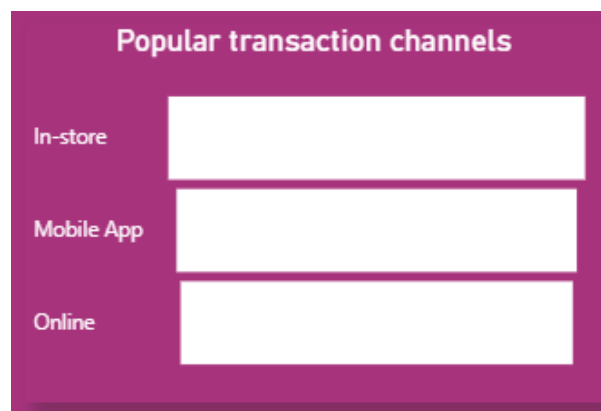 Popular transaction channels
In-store
Mobile App
Online